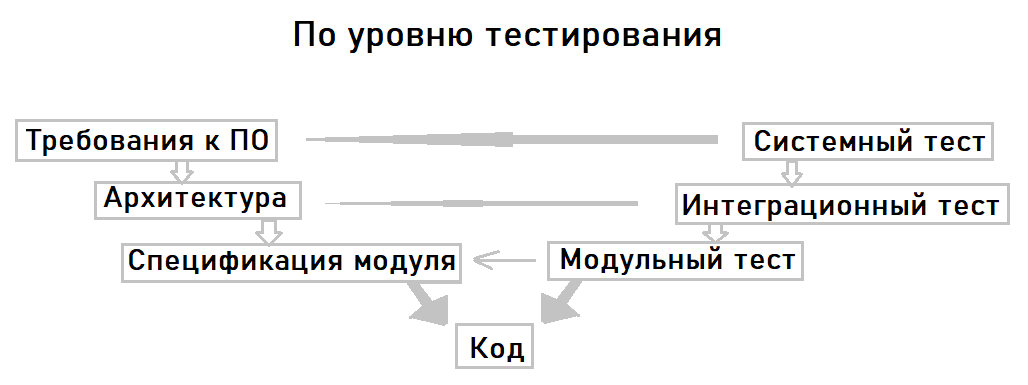 По уровню тестирования
Требования к ПО
Системный тест
Архитектура
Интеграционный тест
Спецификация модуля
Модульный тест
Код